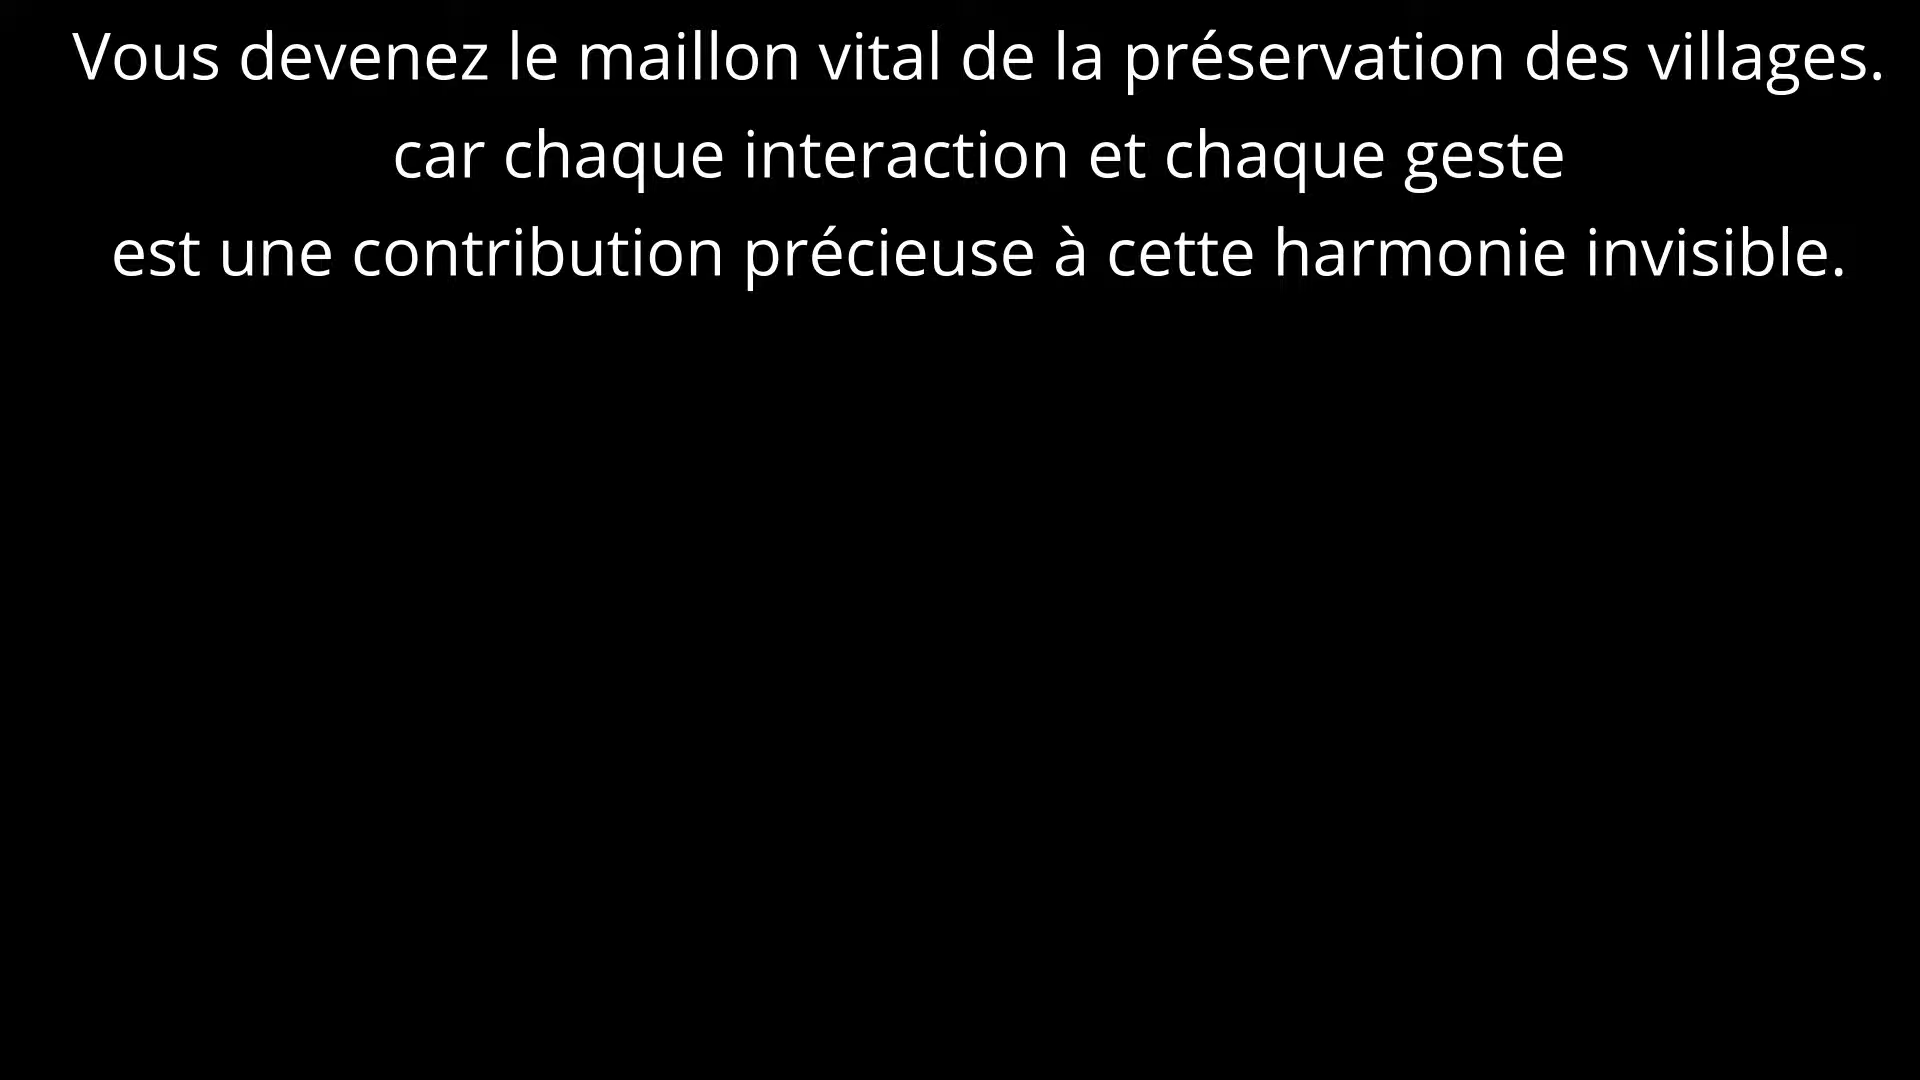 Vous devenez le maillon vital de la préservation des villages.
car chaque interaction et chaque geste
est une contribution précieuse à cette harmonie invisible.